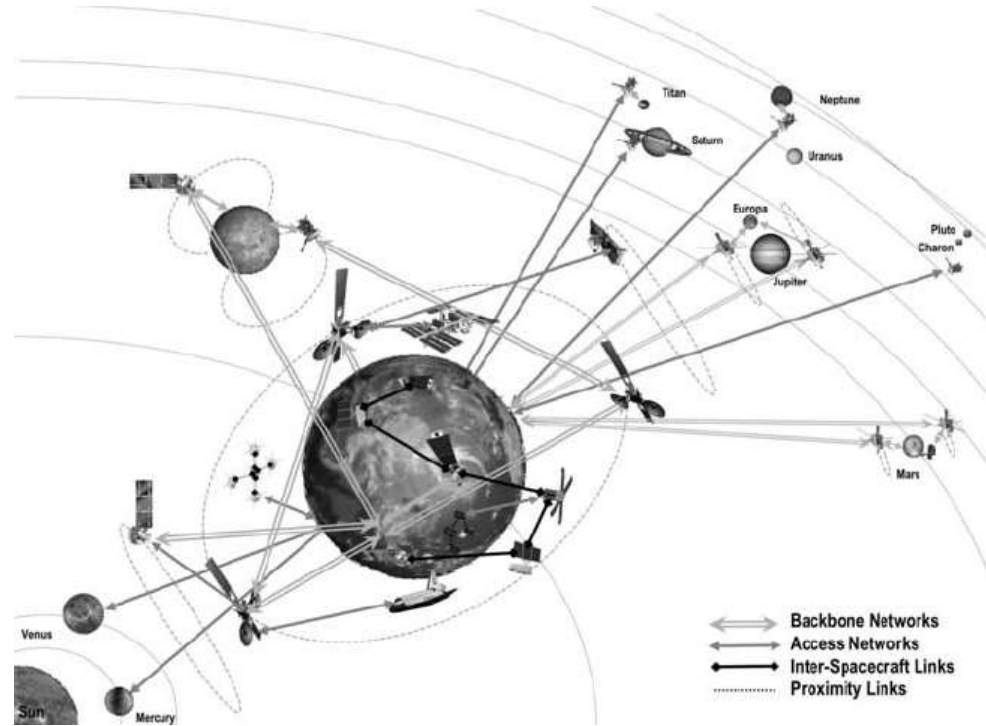 Titan
Neptune
Saturn
Uranus
Europa
Pluto
Charon
Jupiter
Mars
Venus
Mercury
Sun
Backbone Networks
Access Networks
Inter-Spacecraft Links
Proximity Links